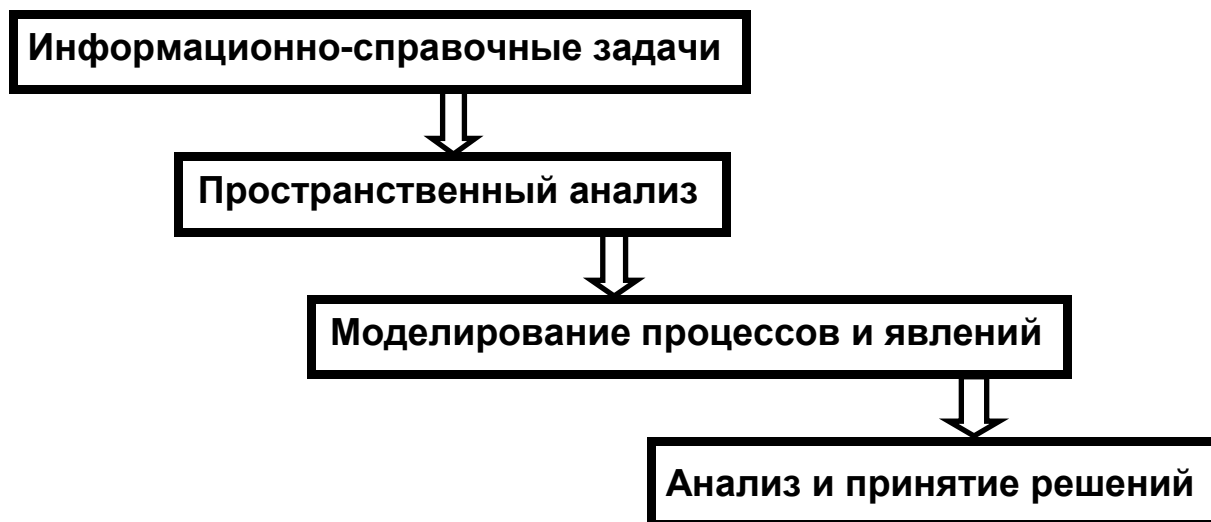 Информационно-справочные задачи
Пространственный анализ
Моделирование процессов и явлений
Анализ и принятие решений